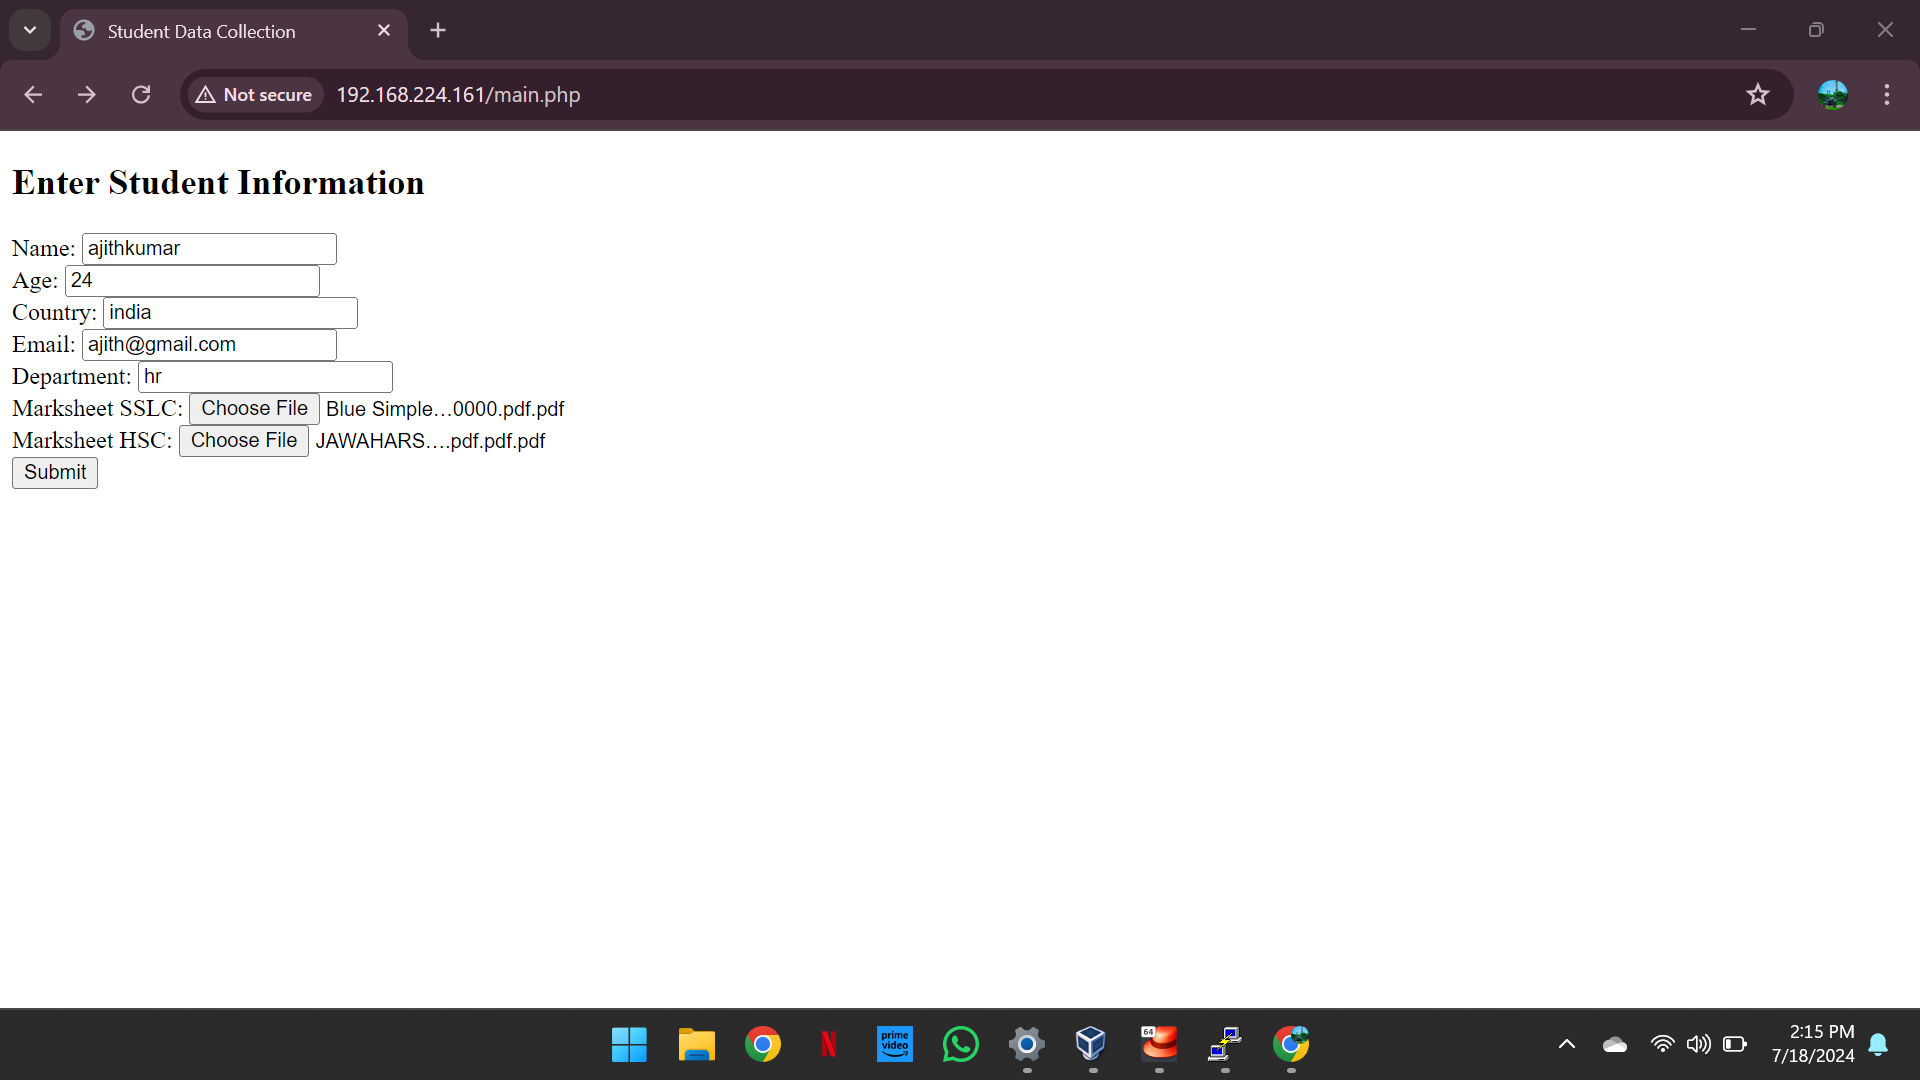 Student Data Collection
Not secure 192.168.224.161/main.php
Enter Student Information
Name: ajithkumar
Age: 24
Country: india
Email: ajith@gmail.com
Department: hr
Marksheet SSLC: Choose File Blue Simple…0000.pdf.pdf
Marksheet HSC: Choose File JAWAHARS….pdf.pdf.pdf
Submit
N
prime video
64
2:15 PM
7/18/2024